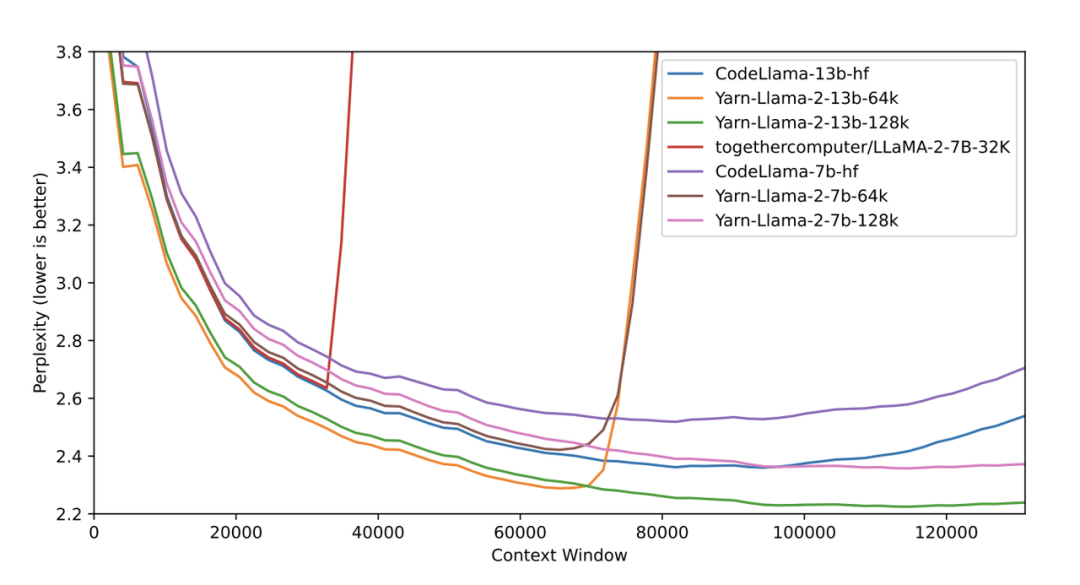 3.8
3.6
3.4
3.2
3.0
2.8
2.6
2.4
2.2
Perplexity (lower is better)
CodeLlama-13b-hf
Yarn-Llama-2-13b-64k
Yarn-Llama-2-13b-128k
togethercomputer/LLaMA-2-7B-32K
CodeLlama-7b-hf
Yarn-Llama-2-7b-64k
Yarn-Llama-2-7b-128k
0 20000 40000 60000 80000 100000 120000
Context Window